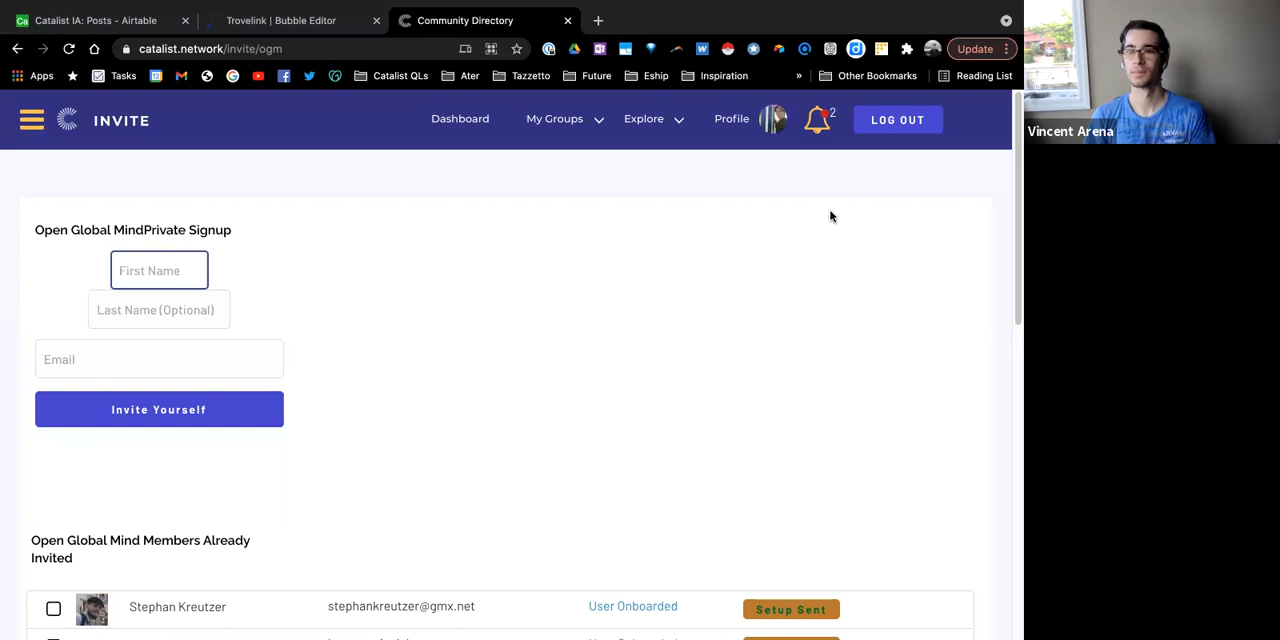 Catalist IA: Posts - Airtable
Trovelink | Bubble Editor
Community Directory
catalist.network/invite/ogm
Update
Apps
Tasks
Catalist QLs
Ater
Tazzetto
Future
Eship
Inspiration
»
Other Bookmarks
Reading List
INVITE
Dashboard
My Groups
Explore
Profile
2
LOG OUT
Vincent Arena
Open Global MindPrivate Signup
First Name
Last Name (Optional)
Email
Invite Yourself
Open Global Mind Members Already
Invited
Stephan Kreutzer
stephankreutzer@gmx.net
User Onboarded
Setup Sent